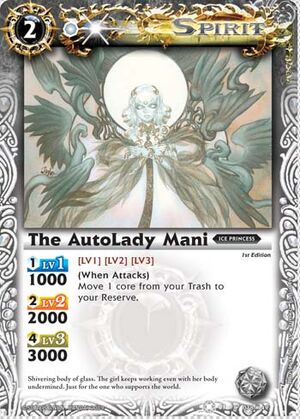 2
SPIRIT
The AutoLady Mani
ICE PRINCESS
1st Edition
1 LV1
1000
[LV1] [LV2] [LV3]
(When Attacks)
Move 1 core from your Trash to
your Reserve.
2 LV2
2000
4 LV3
3000
Shivering body of glass. The girl keeps working even with her body
undermined. Just for the one who supports the world.